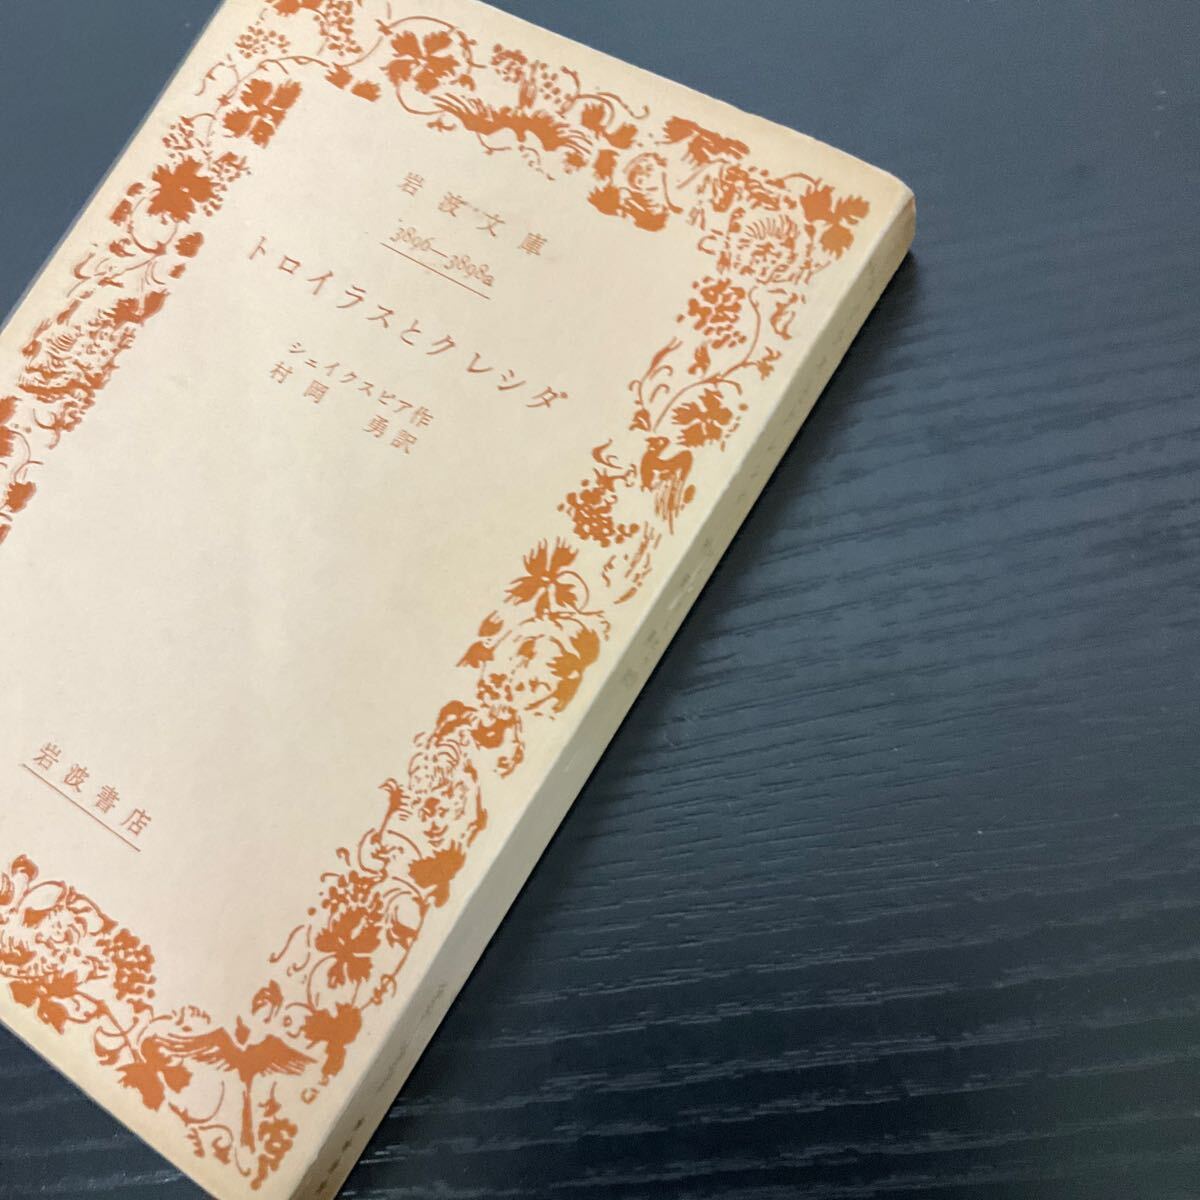 岩波文庫
3896—3898a
トロイラスとクレシダ
シェイクスピア作
村岡勇訳
岩波書店